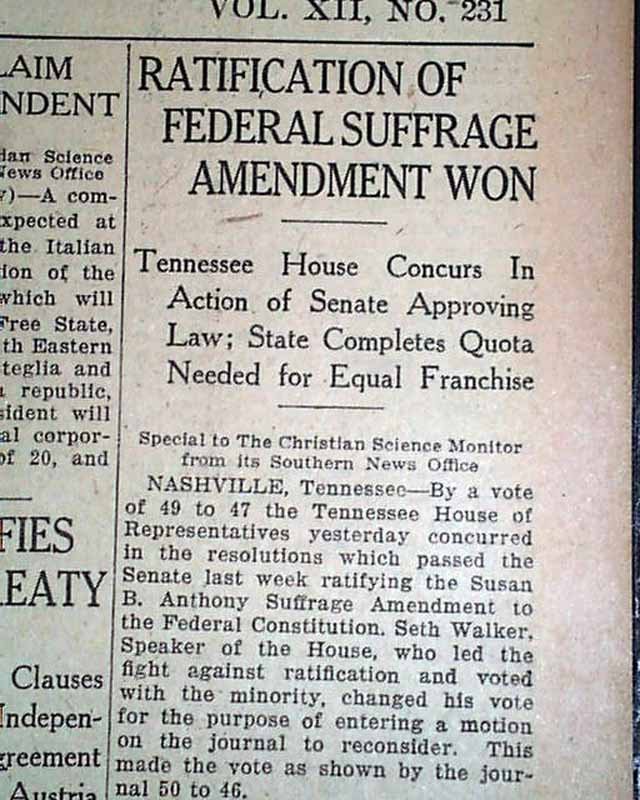 VOL. XII, NO. 231
LAIM
NDENT
ian Science
News Office
)—A com-
xpected at
the Italian
ion of the
which will
Free State,
th Eastern
teglia and
republic,
sident will
al corpor-
of 20, and
FIES
EATY
Clauses
Indepen-
greement
Austria
RATIFICATION OF
FEDERAL SUFFRAGE
AMENDMENT WON
Tennessee House Concurs In
Action of Senate Approving
Law; State Completes Quota
Needed for Equal Franchise
Special to The Christian Science Monitor
from its Southern News Office
NASHVILLE, Tennessee—By a vote
of 49 to 47 the Tennessee House of
Representatives yesterday concurred
in the resolutions which passed the
Senate last week ratifying the Susan
B. Anthony Suffrage Amendment to
the Federal Constitution. Seth Walker,
Speaker of the House, who led the
fight against ratification and voted
with the minority, changed his vote
for the purpose of entering a motion
on the journal to reconsider. This
made the vote as shown by the jour-
nal 50 to 46.